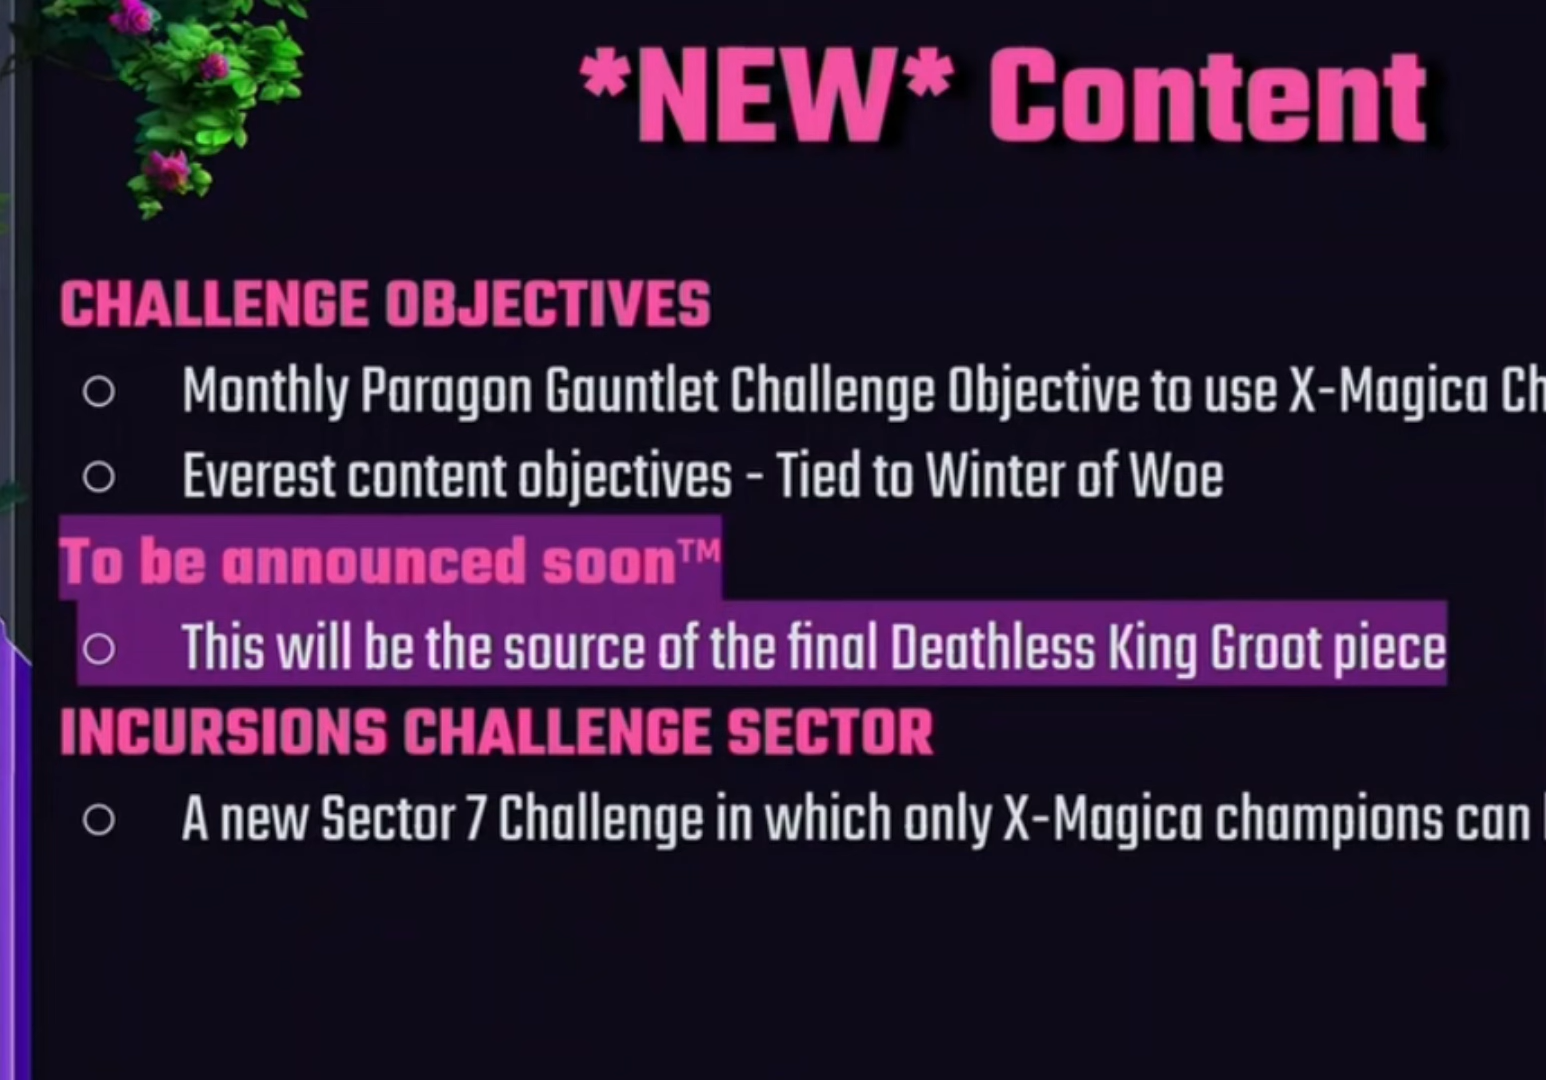 *NEW* Content
CHALLENGE OBJECTIVES
○ Monthly Paragon Gauntlet Challenge Objective to use X-Magica
○ Everest content objectives - Tied to Winter of Woe
To be announced soon™
○ This will be the source of the final Deathless King Groot piece
INCURSIONS CHALLENGE SECTOR
○ A new Sector 7 Challenge in which only X-Magica champions can